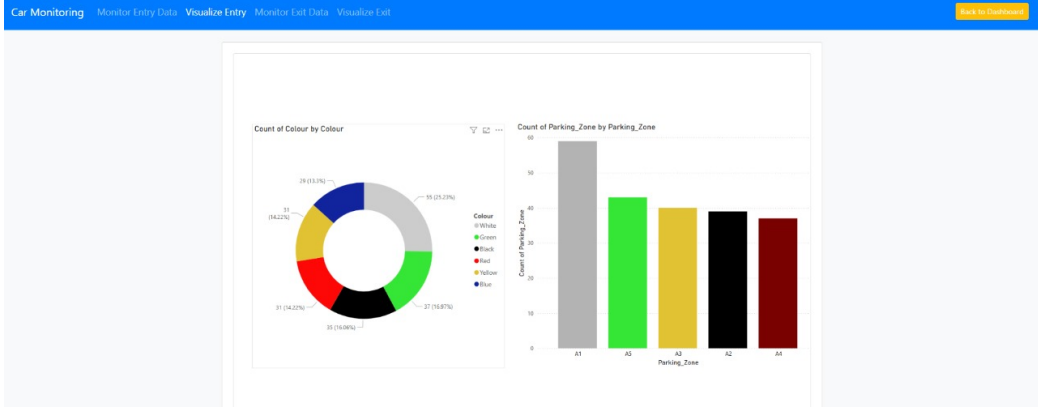 Car Monitoring Monitor Entry Data Visualize Entry Monitor Exit Data Visualize Exit Back to Dashboard
Count of Colour by Colour
29 (13.3%)
55 (25.23%)
31
(14.22%)
31 (14.22%)
35 (16.06%)
37 (16.97%)
Colour
White
Green
Black
Red
Yellow
Blue
Count of Parking_Zone by Parking_Zone
Count of Parking_Zone
60
50
40
30
20
10
0
A1 A5 A3 A2 A4
Parking_Zone